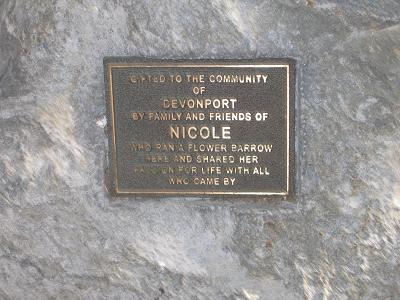 GIFTED TO THE COMMUNITY
OF
DEVONPORT
BY FAMILY AND FRIENDS OF
NICOLE
WHO RAN A FLOWER BARROW
HERE AND SHARED HER
PASSION FOR LIFE WITH ALL
WHO CAME BY